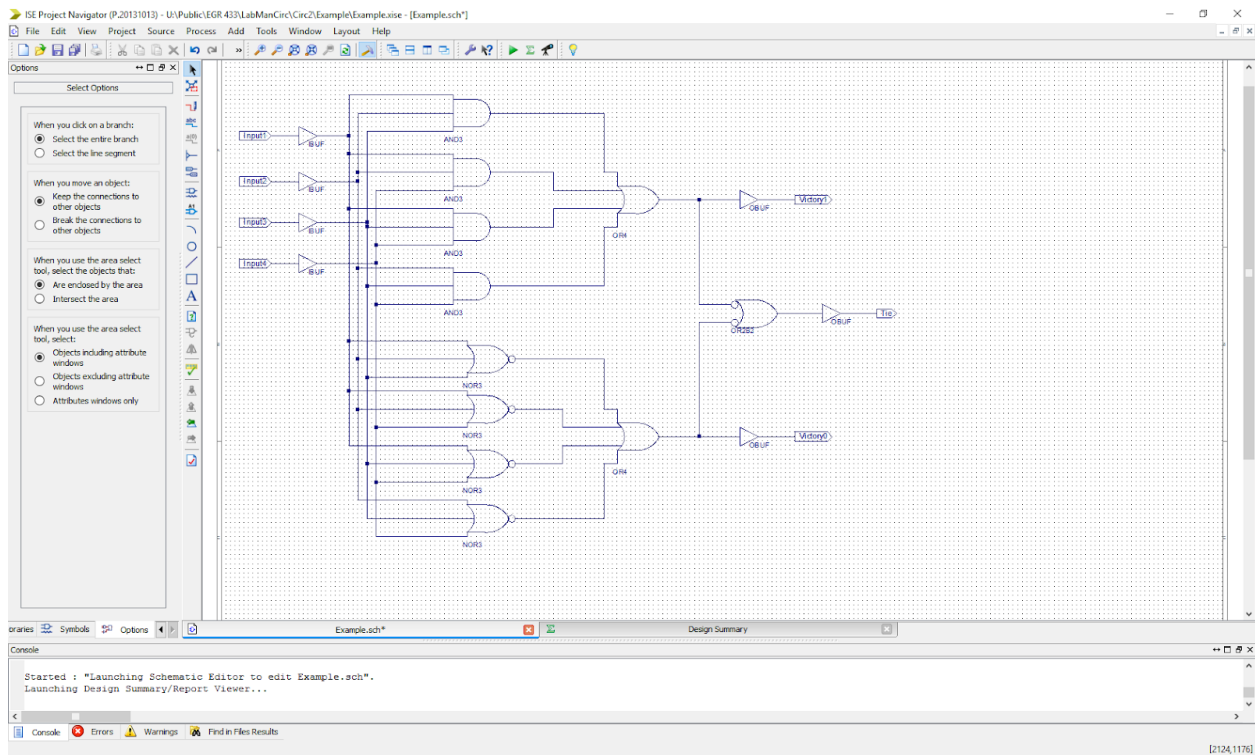 ISE Project Navigator (P.20131013) - U:\Public\EGR 433\LabManCirc\Circ2\Example\Example.xise - [Example.sch*]
File Edit View Project Source Process Add Tools Window Layout Help
Options
Select Options
When you click on a branch:
Select the entire branch
Select the line segment
When you move an object:
Keep the connections to
other objects
Break the connections to
other objects
When you use the area select
tool, select the objects that:
Are enclosed by the area
Intersect the area
When you use the area select
tool, select:
Objects including attribute
windows
Objects excluding attribute
windows
Attributes windows only
Input1
IBUF
AND3
Input2
IBUF
AND3
Victory1
OBUF
Input3
IBUF
OR4
AND3
Input4
IBUF
AND3
Tie
OBUF
OR2B2
NOR3
NOR3
Victory0
OBUF
OR4
NOR3
NOR3
Symbols Options
Example.sch*
Design Summary
Console
Started : "Launching Schematic Editor to edit Example.sch".
Launching Design Summary/Report Viewer...
Console Errors Warnings Find in Files Results
[2124,1176]